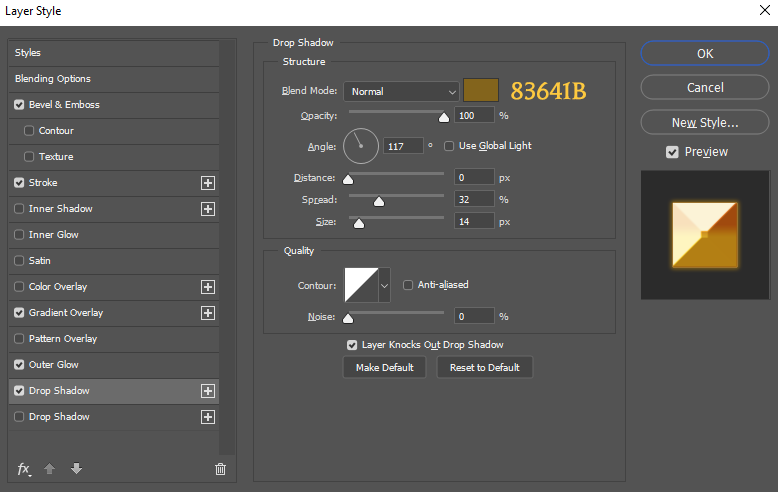 Layer Style
Styles
Blending Options
Bevel & Emboss
Contour
Texture
Stroke
Inner Shadow
Inner Glow
Satin
Color Overlay
Gradient Overlay
Pattern Overlay
Outer Glow
Drop Shadow
Drop Shadow
fx
Drop Shadow
Structure
Blend Mode: Normal 83641B
Opacity: 100 %
Angle: 117 ° Use Global Light
Distance: 0 px
Spread: 32 %
Size: 14 px
Quality
Contour: Anti-aliased
Noise: 0 %
Layer Knocks Out Drop Shadow
Make Default Reset to Default
OK
Cancel
New Style...
Preview